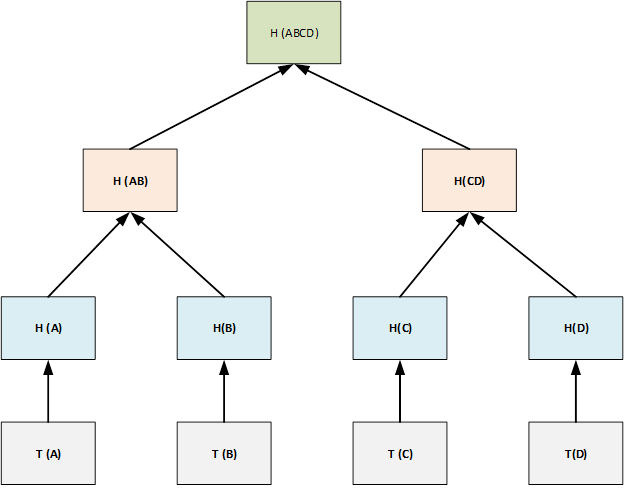 H (ABCD)
H (AB)
H(CD)
H (A)
H(B)
H(C)
H(D)
T (A)
T (B)
T (C)
T(D)